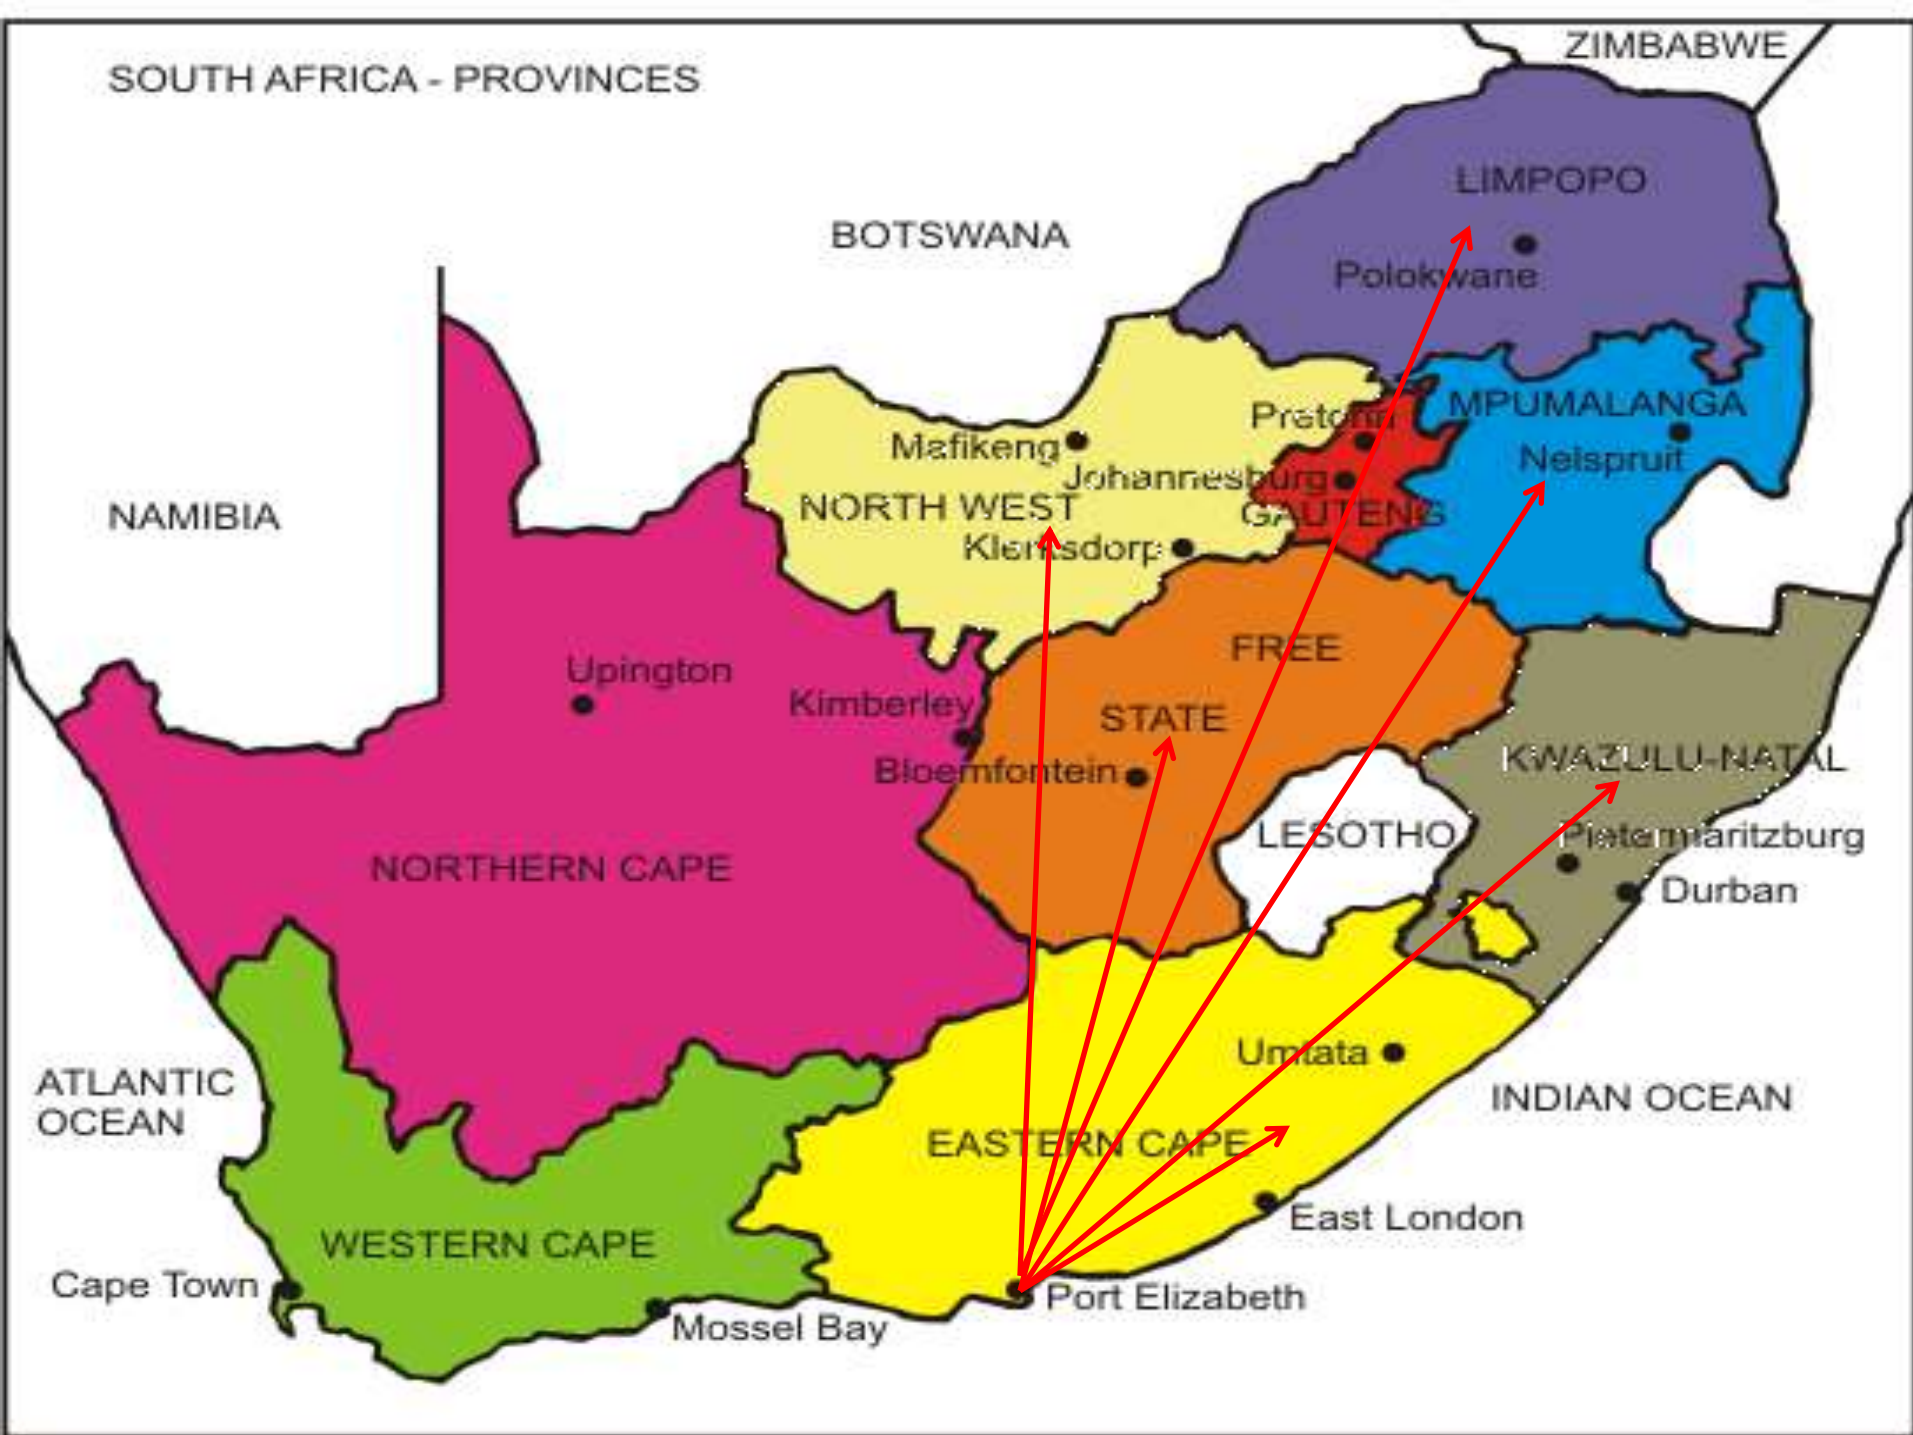 ZIMBABWE
SOUTH AFRICA - PROVINCES
LIMPOPO
BOTSWANA
Polokwane
MPUMALANGA
Pretoria
Mafikeng
Nelspruit
Johannesburg
NORTH WEST
NAMIBIA
GAUTENG
Klerksdorp
FREE
Upington
Kimberley
STATE
KWAZULU-NATAL
Bloemfontein
LESOTHO
Pietermaritzburg
NORTHERN CAPE
Durban
Umtata
ATLANTIC
OCEAN
INDIAN OCEAN
EASTERN CAPE
East London
WESTERN CAPE
Cape Town
Port Elizabeth
Mossel Bay